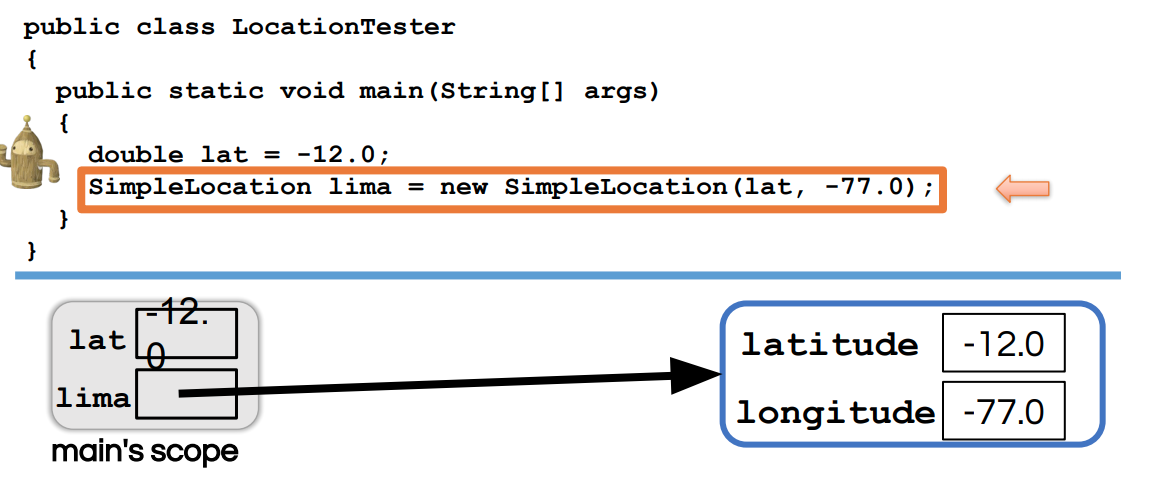 public class LocationTester
{
public static void main(String[] args)
{
double lat = -12.0;
SimpleLocation lima = new SimpleLocation(lat, -77.0);
}
}
lat -12.
0
lima
main's scope
latitude -12.0
longitude -77.0